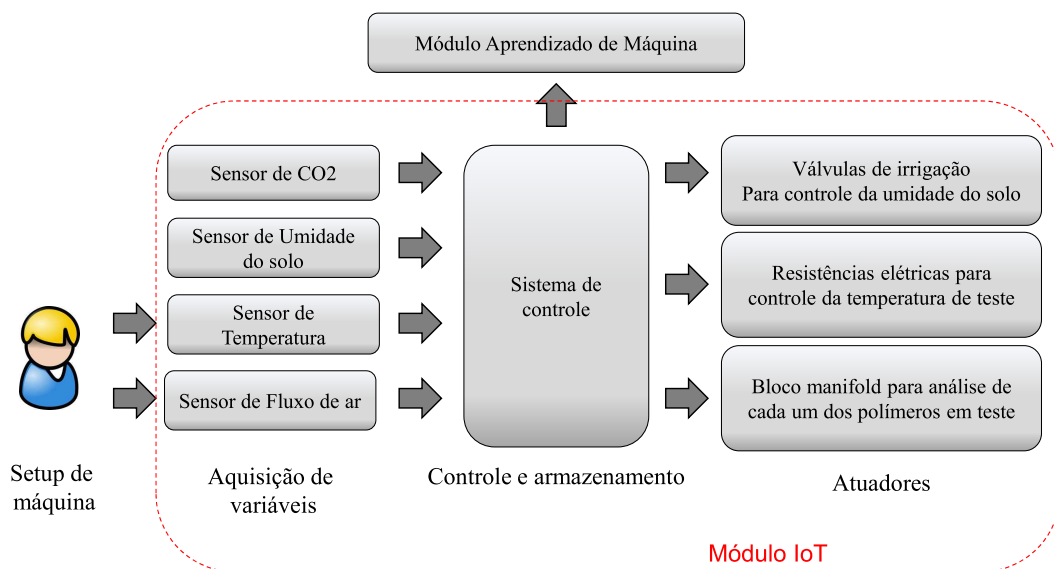 Módulo Aprendizado de Máquina
Sensor de CO2
Sensor de Umidade
do solo
Sensor de
Temperatura
Sensor de Fluxo de ar
Sistema de
controle
Válvulas de irrigação
Para controle da umidade do solo
Resistências elétricas para
controle da temperatura de teste
Bloco manifold para análise de
cada um dos polímeros em teste
Setup de
máquina
Aquisição de
variáveis
Controle e armazenamento
Atuadores
Módulo IoT